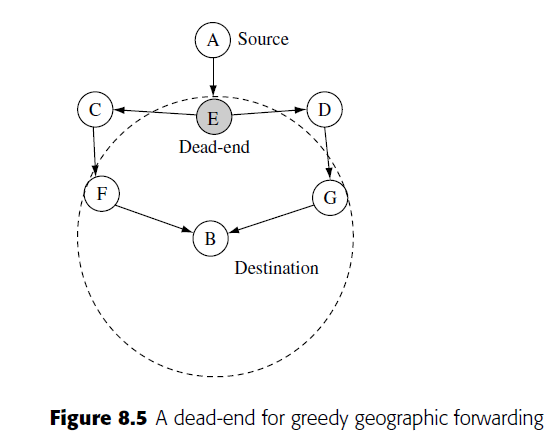 A Source
C
E
D
Dead-end
F
G
B
Destination
Figure 8.5 A dead-end for greedy geographic forwarding